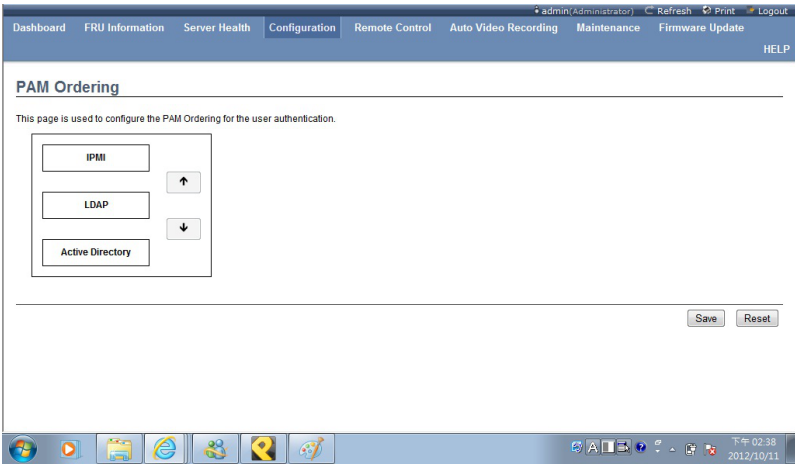 admin(Administrator) Refresh Print Logout
Dashboard FRU Information Server Health Configuration Remote Control Auto Video Recording Maintenance Firmware Update
HELP
PAM Ordering
This page is used to configure the PAM Ordering for the user authentication.
IPMI
LDAP
Active Directory
Save Reset
A
下午 02:38
2012/10/11